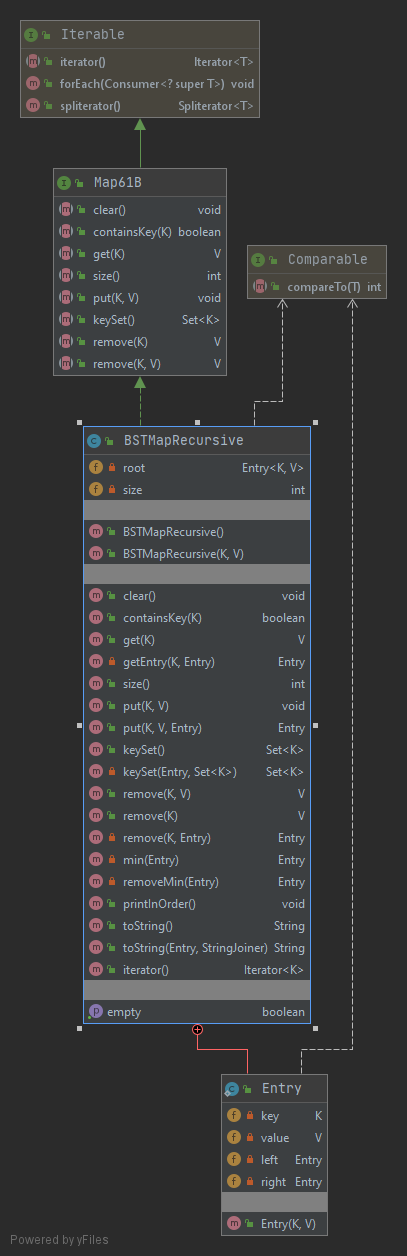 Iterable
iterator() Iterator<T>
forEach(Consumer<? super T>) void
spliterator() Spliterator<T>
Map61B
clear() void
containsKey(K) boolean
get(K) V
size() int
put(K, V) void
keySet() Set<K>
remove(K) V
remove(K, V) V
Comparable
compareTo(T) int
BSTMapRecursive
root Entry<K, V>
size int
BSTMapRecursive()
BSTMapRecursive(K, V)
clear() void
containsKey(K) boolean
get(K) V
getEntry(K, Entry) Entry
size() int
put(K, V) void
put(K, V, Entry) Entry
keySet() Set<K>
keySet(Entry, Set<K>) Set<K>
remove(K, V) V
remove(K) V
remove(K, Entry) Entry
min(Entry) Entry
removeMin(Entry) Entry
printInOrder() void
toString() String
toString(Entry, StringJoiner) String
iterator() Iterator<K>
empty boolean
Entry
key K
value V
left Entry
right Entry
Entry(K, V)
Powered by yFiles